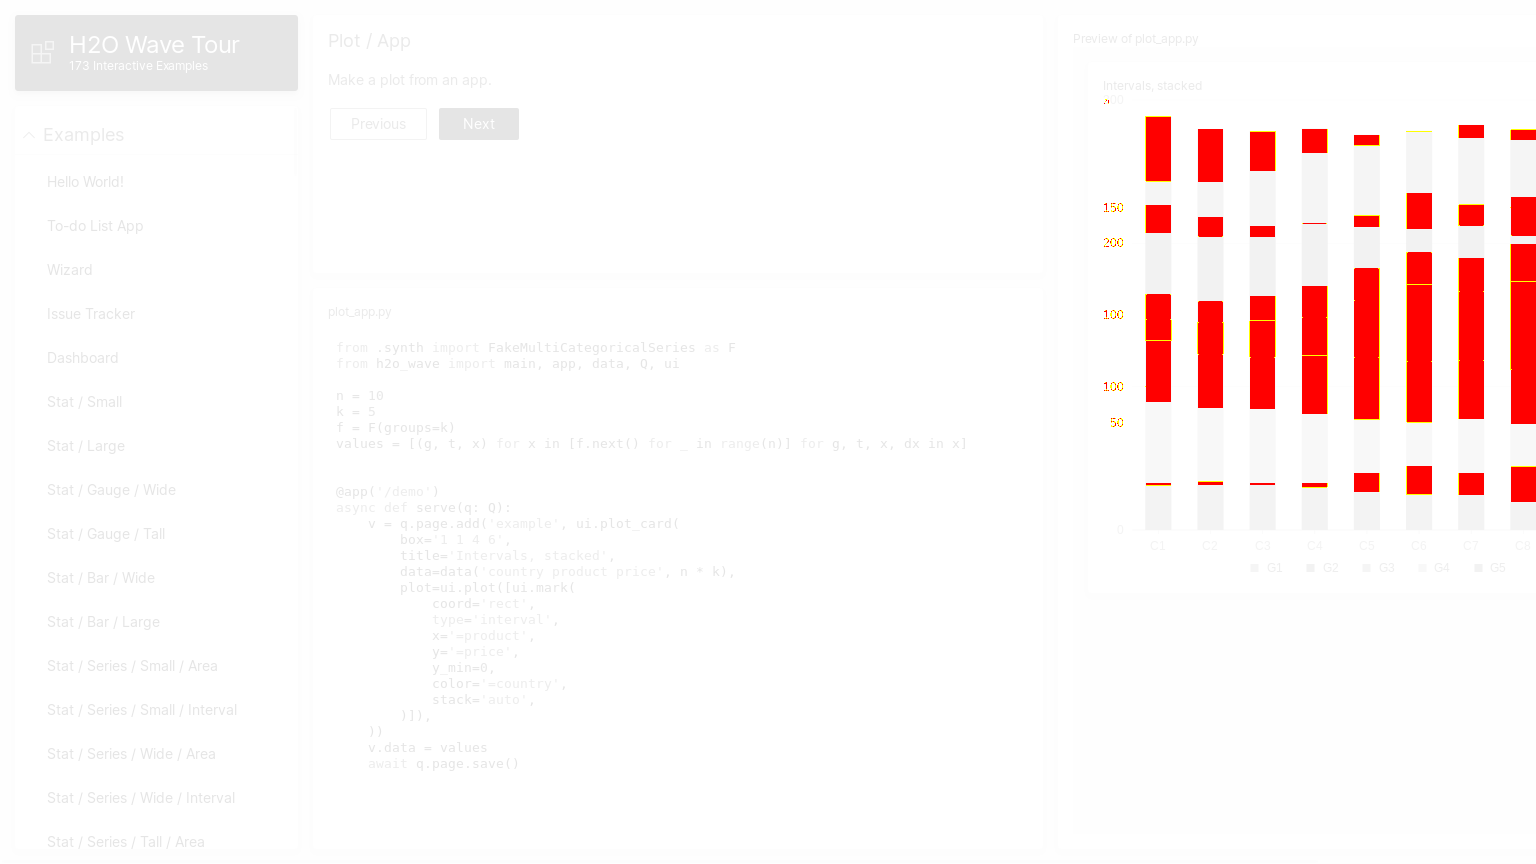 H2O Wave Tour
173 Interactive Examples
Examples
Hello World!
To-do List App
Wizard
Issue Tracker
Dashboard
Stat / Small
Stat / Large
Stat / Gauge / Wide
Stat / Gauge / Tall
Stat / Bar / Wide
Stat / Bar / Large
Stat / Series / Small / Area
Stat / Series / Small / Interval
Stat / Series / Wide / Area
Stat / Series / Wide / Interval
Stat / Series / Tall / Area
Plot / App
Make a plot from an app.
Previous
Next
plot_app.py
from .synth import FakeMultiCategoricalSeries as F
from h2o_wave import main, app, data, Q, ui
n = 10
k = 5
f = F(groups=k)
values = [(g, t, x) for x in [f.next() for _ in range(n)] for g, t, x, dx in x]
@app('/demo')
async def serve(q: Q):
v = q.page.add('example', ui.plot_card(
box='1 1 4 6',
title='Intervals, stacked',
data=data('country product price', n * k),
plot=ui.plot([ui.mark(
coord='rect',
type='interval',
x='=product',
y='=price',
y_min=0,
color='=country',
stack='auto',
)]),
))
v.data = values
await q.page.save()
Preview of plot_app.py
Intervals, stacked
150
200
100
100
50
0
C1 C2 C3 C4 C5 C6 C7 C8
G1 G2 G3 G4 G5